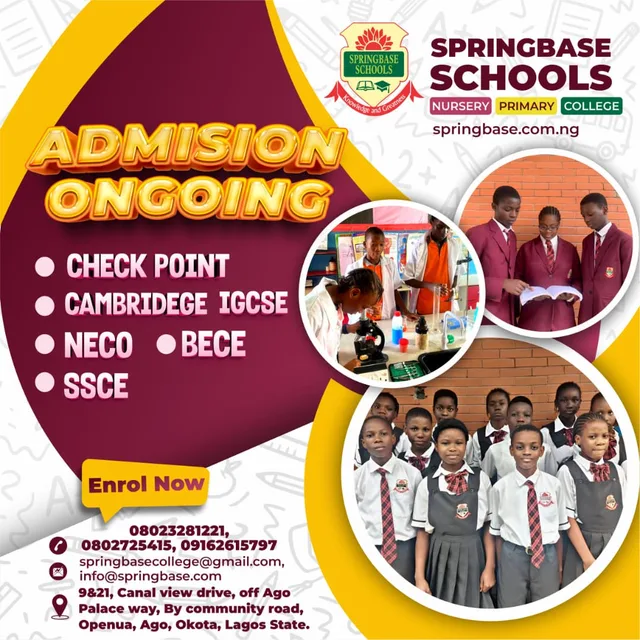 SPRINGBASE
SCHOOLS
Knowledge and Greatness
SPRINGBASE
SCHOOLS
NURSERY PRIMARY COLLEGE
springbase.com.ng
ADMISION
ONGOING
CHECK POINT
CAMBRIDEGE IGCSE
NECO BECE
SSCE
Enrol Now
08023281221,
0802725415, 09162615797
springbasecollege@gmail.com,
info@springbase.com
9&21, Canal view drive, off Ago
Palace way, By community road,
Openua, Ago, Okota, Lagos State.